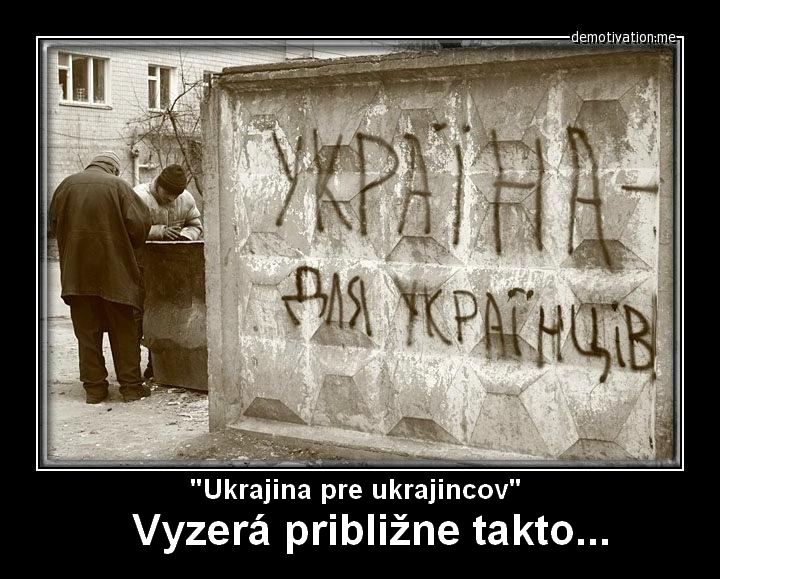 demotivation.me
УКРАЇНА -
ДЛЯ УКРАЇНЦІВ
"Ukrajina pre ukrajincov"
Vyzerá približne takto...